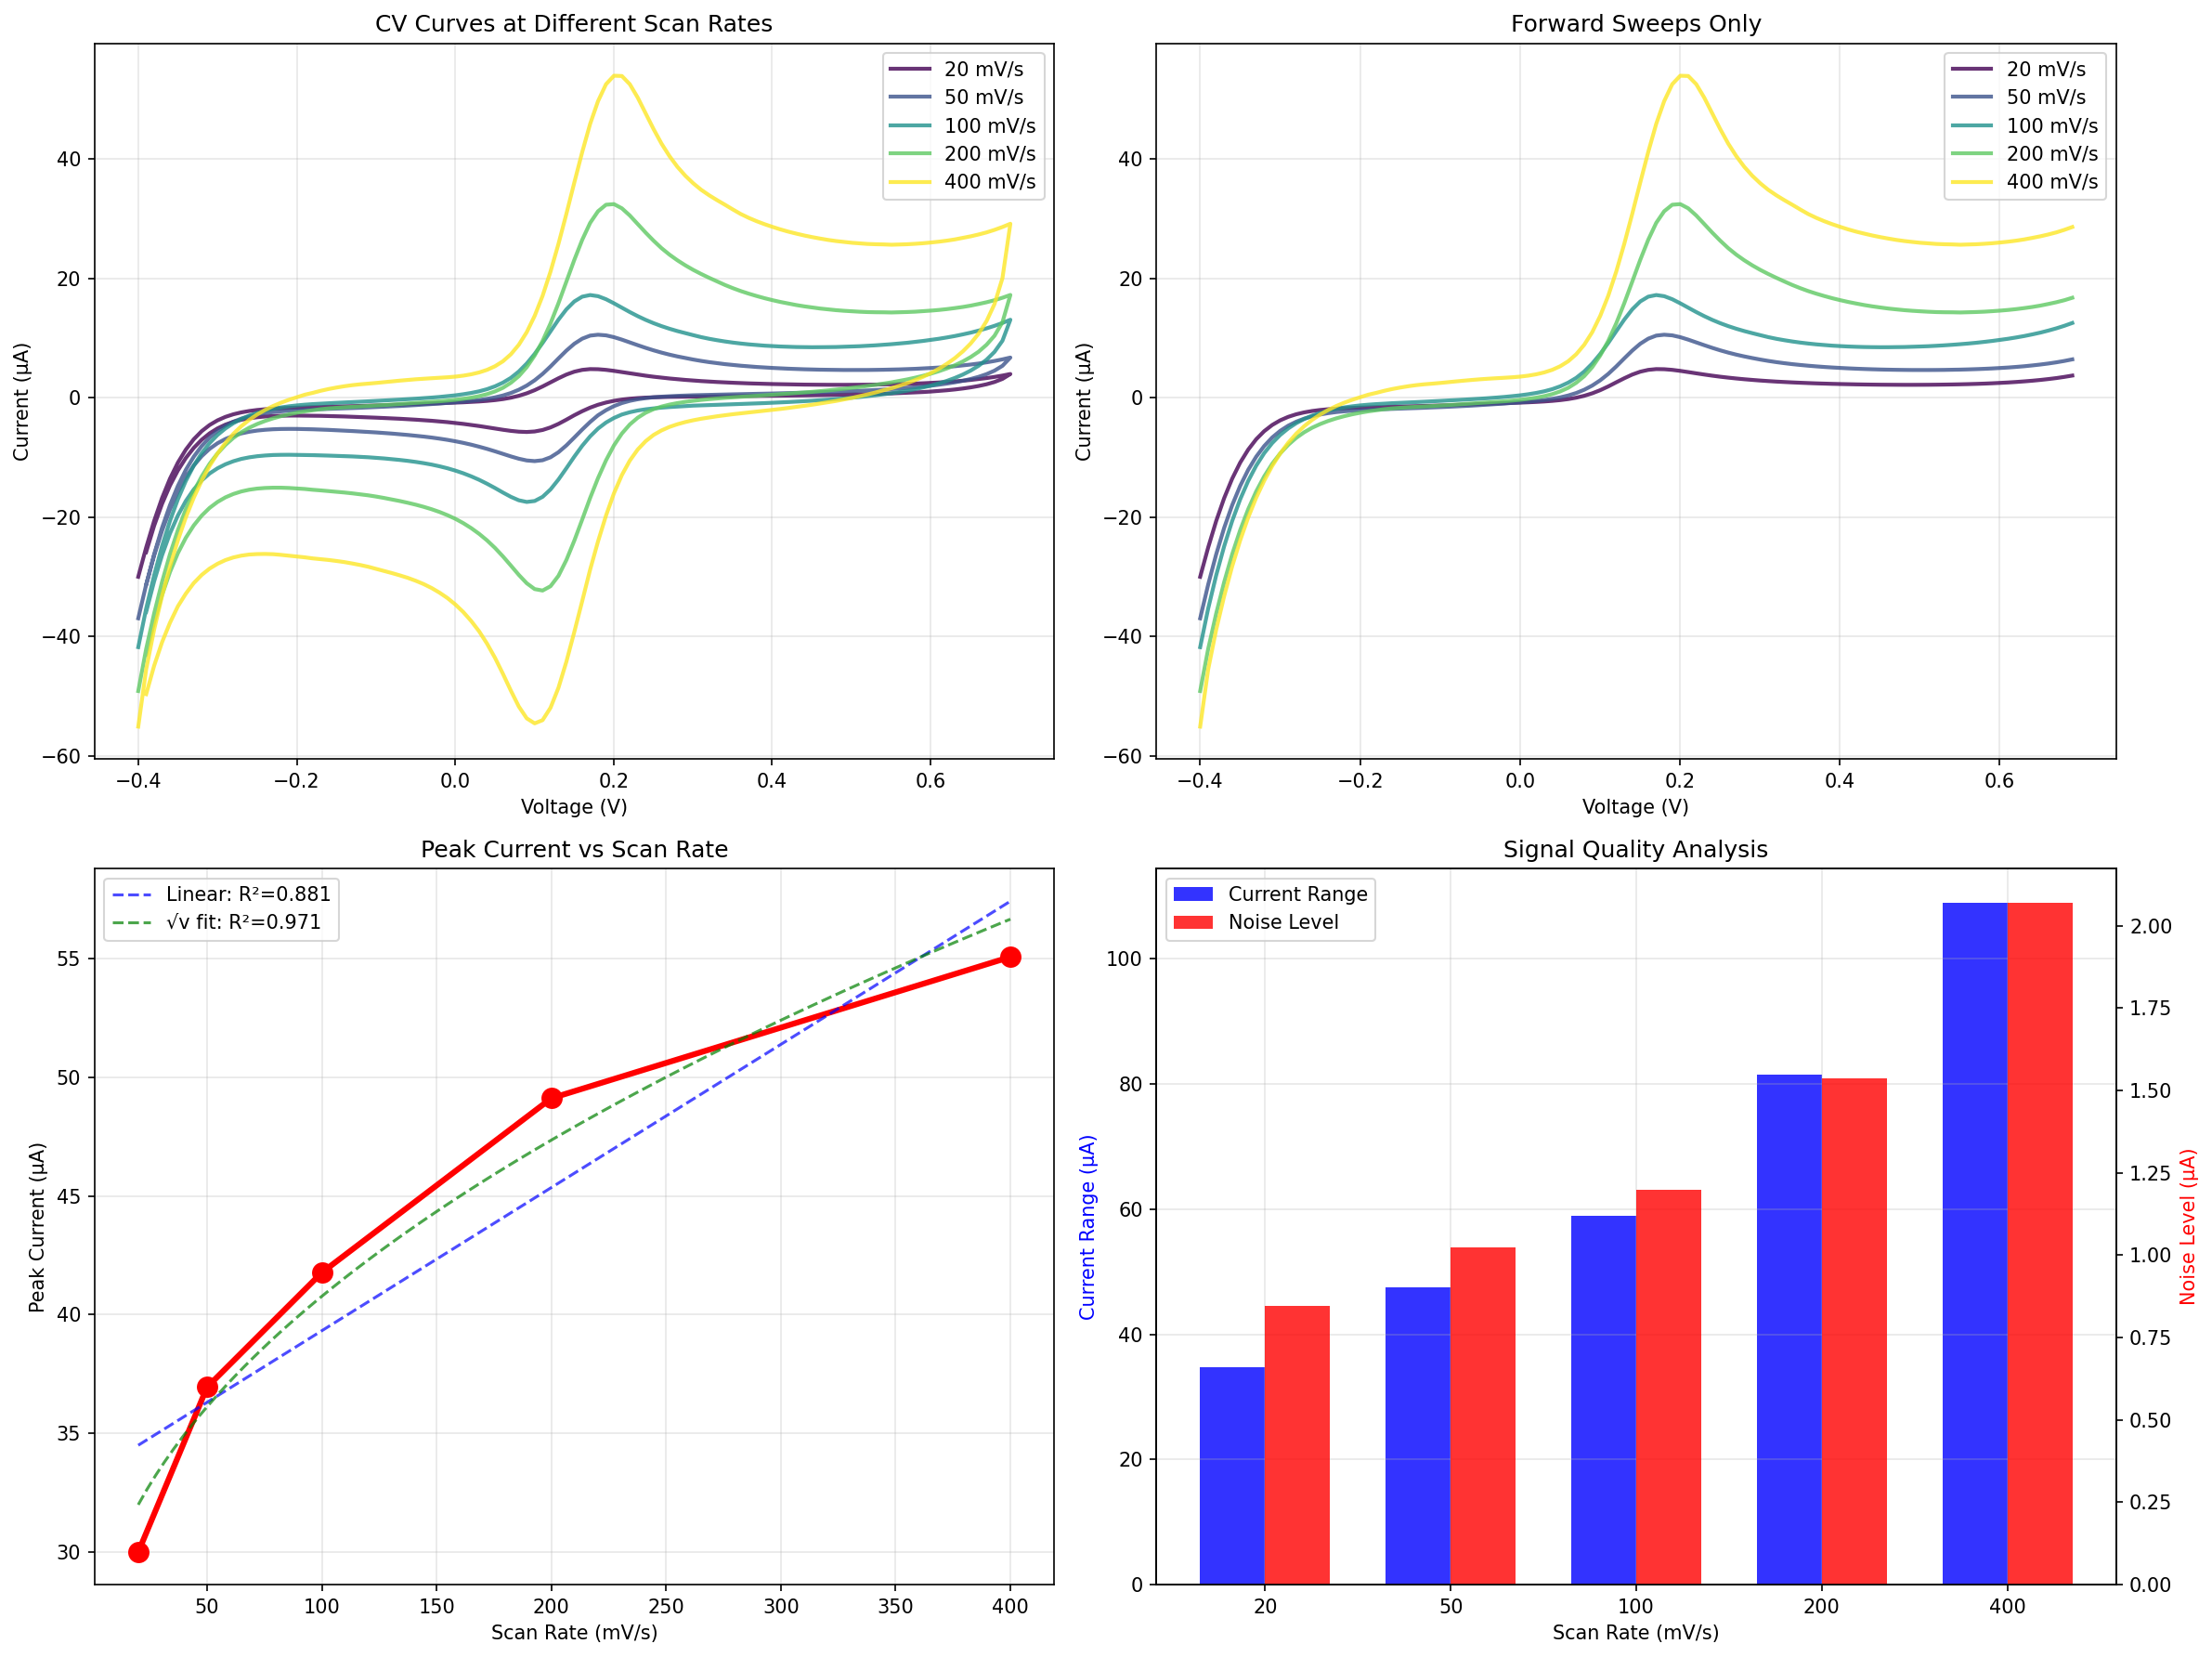 CV Curves at Different Scan Rates
20 mV/s
50 mV/s
100 mV/s
200 mV/s
400 mV/s
Current (µA)
40
20
0
−20
−40
−60
−0.4
−0.2
0.0
0.2
0.4
0.6
Voltage (V)
Forward Sweeps Only
20 mV/s
50 mV/s
100 mV/s
200 mV/s
400 mV/s
Current (µA)
40
20
0
−20
−40
−60
−0.4
−0.2
0.0
0.2
0.4
0.6
Voltage (V)
Peak Current vs Scan Rate
Linear: R²=0.881
√v fit: R²=0.971
Peak Current (µA)
55
50
45
40
35
30
50
100
150
200
250
300
350
400
Scan Rate (mV/s)
Signal Quality Analysis
Current Range
Noise Level
Current Range (µA)
100
80
60
40
20
0
20
50
100
200
400
Scan Rate (mV/s)
2.00
1.75
1.50
1.25
1.00
0.75
0.50
0.25
0.00
Noise Level (µA)